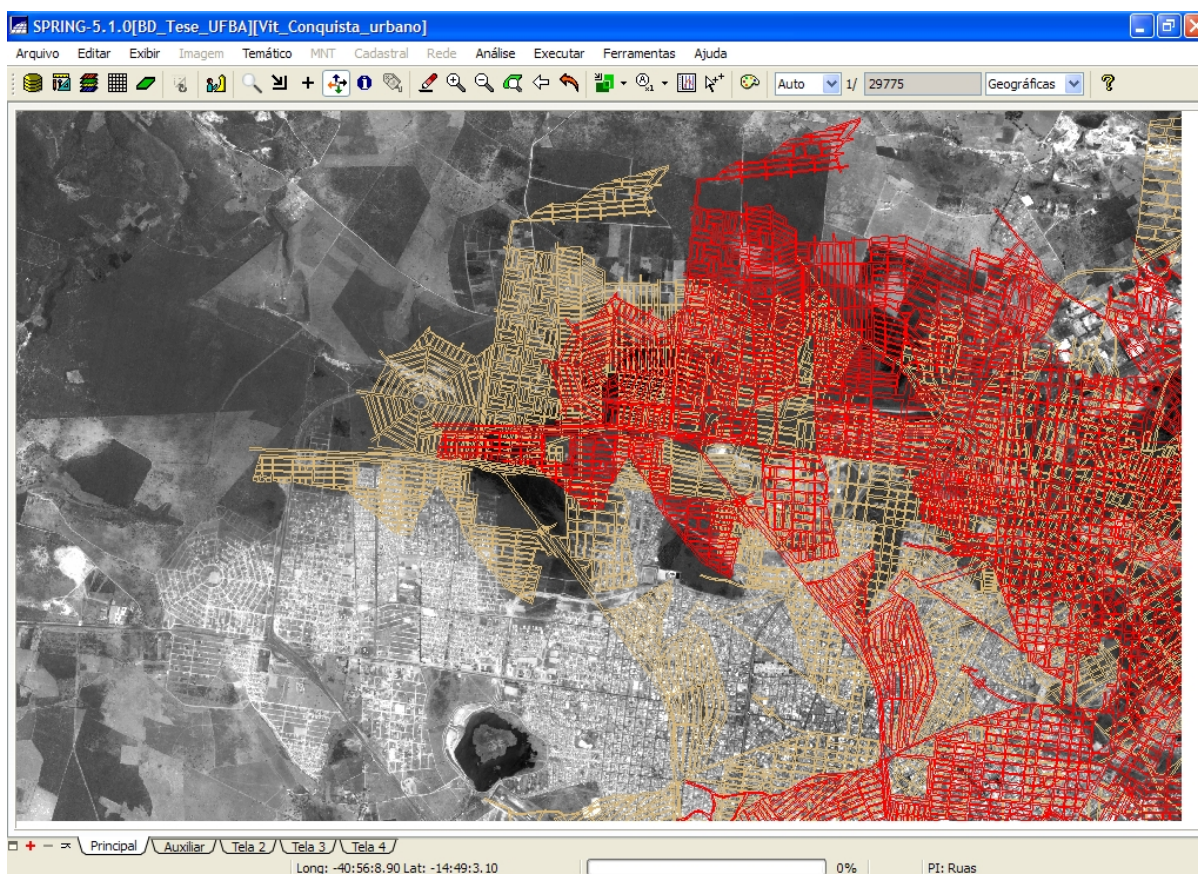 SPRING-5.1.0[BD_Tese_UFBA][Vit_Conquista_urbano]
Arquivo Editar Exibir Imagem Temático MNT Cadastral Rede Análise Executar Ferramentas Ajuda
Auto 1/ 29775 Geográficas
Principal Auxiliar Tela 2 Tela 3 Tela 4
Long: -40:56:8.90 Lat: -14:49:3.10 0% PI: Ruas